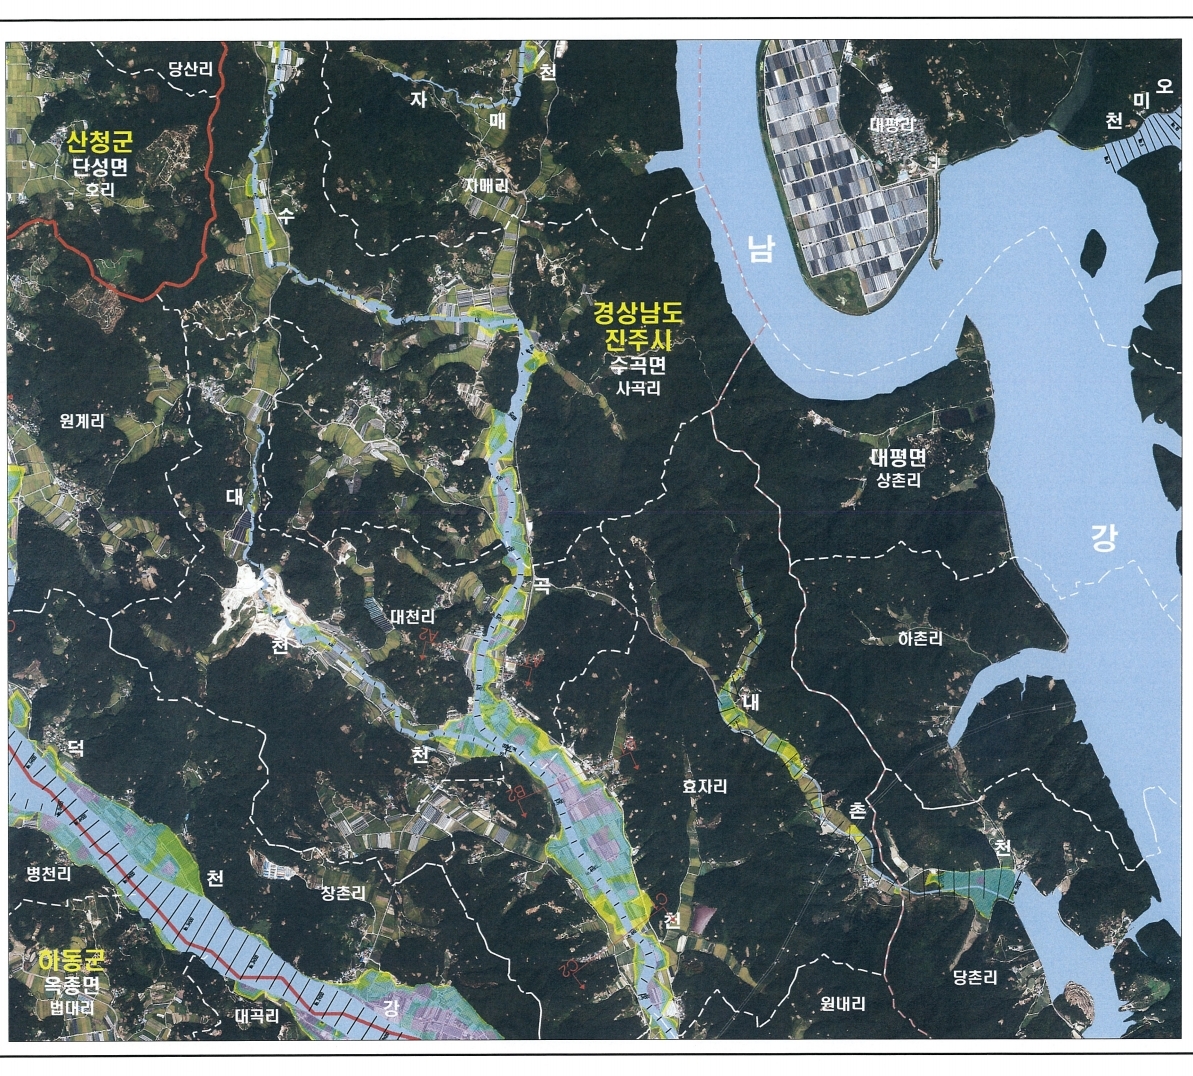 당산리
천
오
미
천
자
매
대평리
산청군
단성면
호리
자매리
수
남
경상남도
진주시
수곡면
사곡리
원계리
대평면
상촌리
대
강
곡
대천리
하촌리
A2
A1
천
내
덕
천
효자리
B2
촌
천
병천리
천
창촌리
천
C2
하동군
옥종면
법대리
당촌리
원내리
강
대곡리